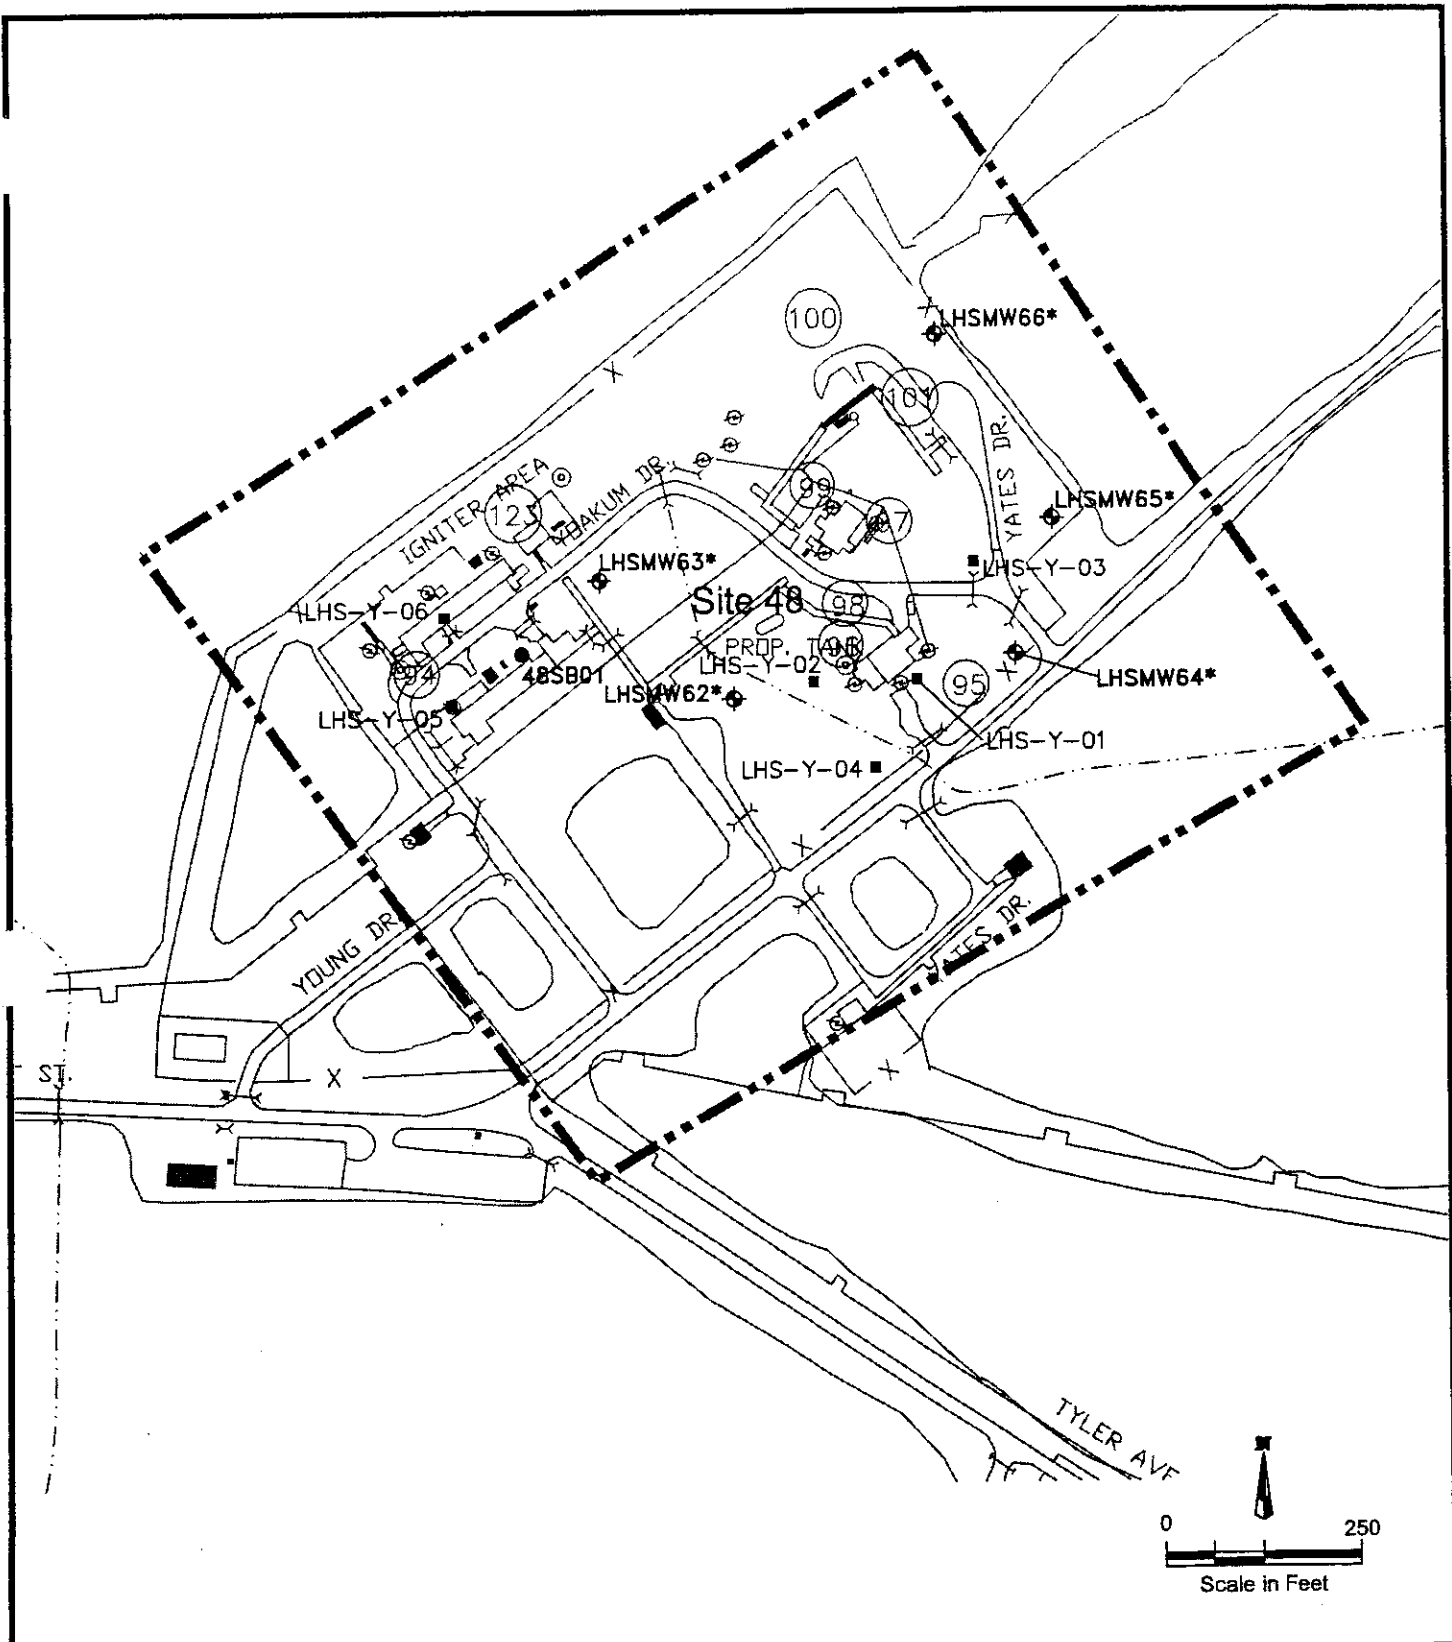 100
LHSMW66*
101
YATES DR.
IGNITER AREA
123
YOAKUM DR.
99
97
LHSMW65*
LHSMW63*
LHS-Y-03
LHS-Y-06
Site 48
98
PROP. TANK
LHS-Y-02
94
48SB01
LHSMW62*
95
LHSMW64*
LHS-Y-05
LHS-Y-01
LHS-Y-04
YOUNG DR.
YATES DR.
ST.
TYLER AVE
N
0 250
Scale in Feet